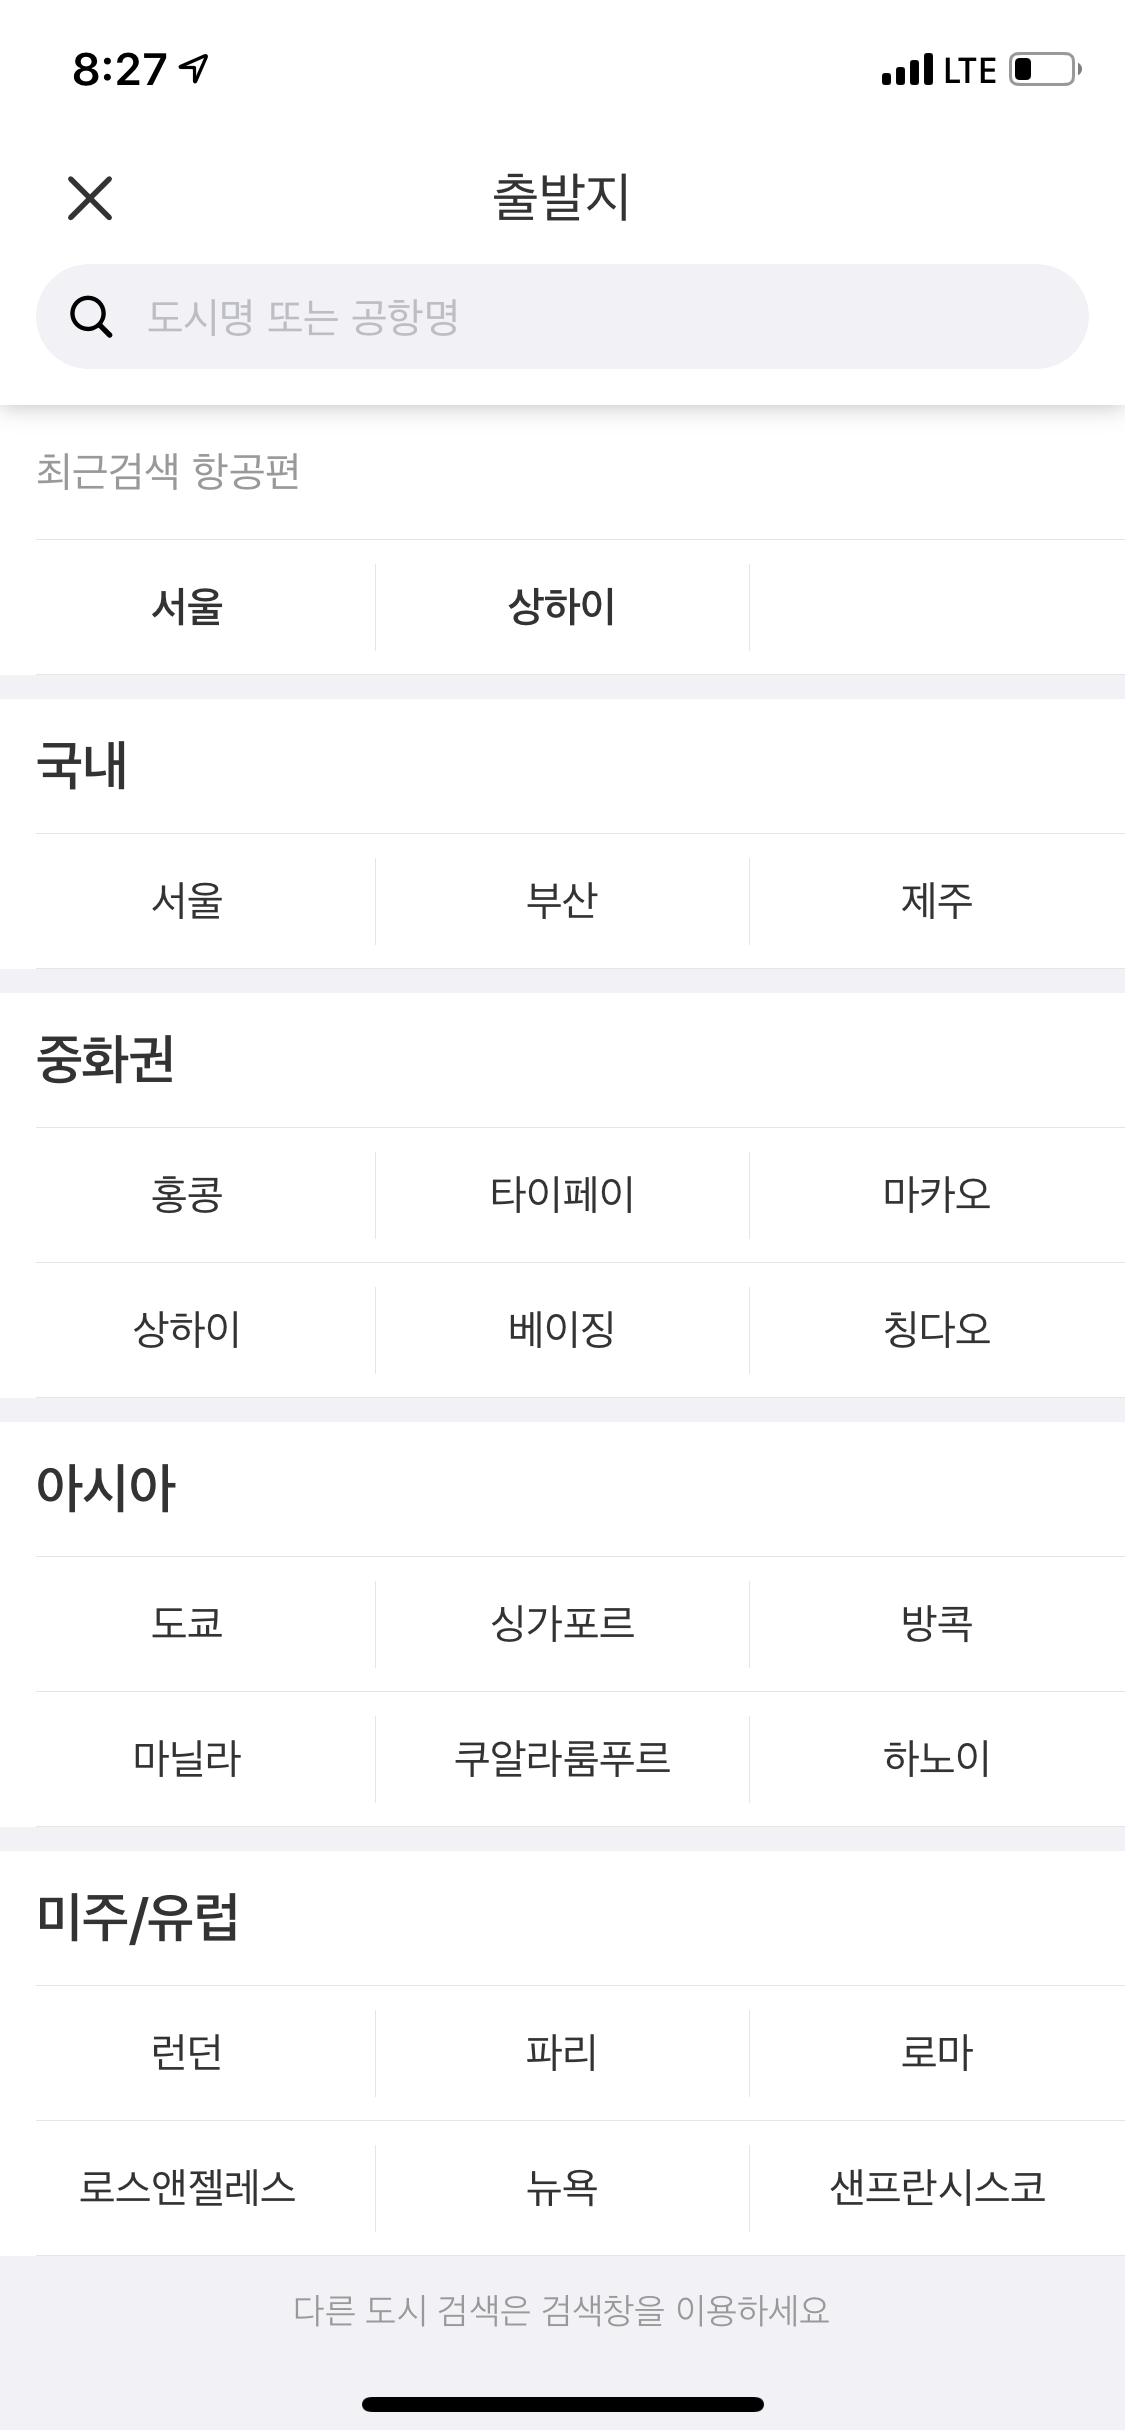 8:27 LTE
출발지
도시명 또는 공항명
최근검색 항공편
서울 상하이
국내
서울 부산 제주
중화권
홍콩 타이페이 마카오
상하이 베이징 칭다오
아시아
도쿄 싱가포르 방콕
마닐라 쿠알라룸푸르 하노이
미주/유럽
런던 파리 로마
로스앤젤레스 뉴욕 샌프란시스코
다른 도시 검색은 검색창을 이용하세요